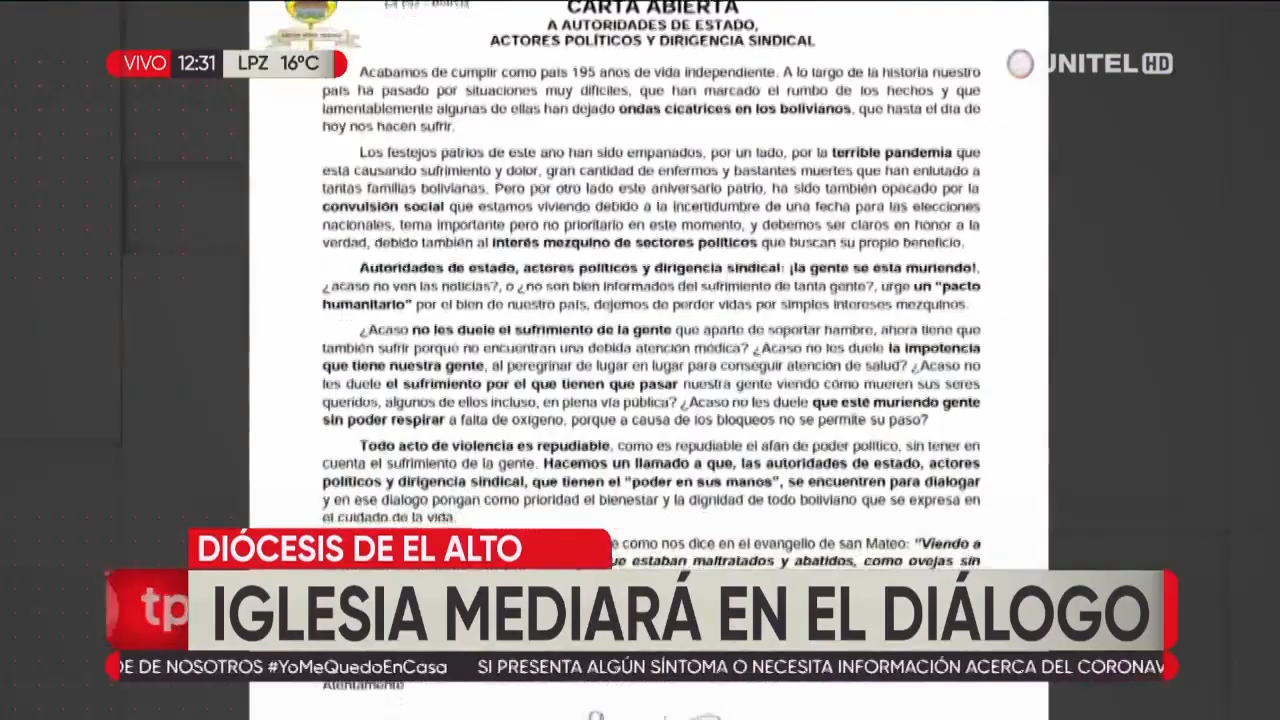 CARTA ABIERTA
A AUTORIDADES DE ESTADO,
ACTORES POLÍTICOS Y DIRIGENCIA SINDICAL
VIVO 12:31 LPZ 16°C
UNITEL HD
Acabamos de cumplir como país 195 años de vida independiente. A lo largo de la historia nuestro
país ha pasado por situaciones muy difíciles, que han marcado el rumbo de los hechos y que
lamentablemente algunas de ellas han dejado ondas cicatrices en los bolivianos, que hasta el día de
hoy nos hacen sufrir.
Los festejos patrios de este ano han sido empanados, por un lado, por la terrible pandemia que
está causando sufrimiento y dolor, gran cantidad de enfermos y bastantes muertes que han enlutado a
tantas familias bolivianas. Pero por otro lado este aniversario patrio, ha sido también opacado por la
convulsión social que estamos viviendo debido a la incertidumbre de una fecha para las elecciones
nacionales, tema importante pero no prioritario en este momento, y debemos ser claros en honor a la
verdad, debido también al interés mezquino de sectores políticos que buscan su propio beneficio.
Autoridades de estado, actores políticos y dirigencia sindical: ¡la gente se esta muriendo!,
¿acaso no ven las noticias?, o ¿no son bien informados del sufrimiento de tanta gente?, urge un "pacto
humanitario" por el bien de nuestro país, dejemos de perder vidas por simples intereses mezquinos.
¿Acaso no les duele el sufrimiento de la gente que aparte de soportar hambre, ahora tiene que
también sufrir porque no encuentran una debida atención médica? ¿Acaso no les duele la impotencia
que tiene nuestra gente, al peregrinar de lugar en lugar para conseguir atención de salud? ¿Acaso no
les duele el sufrimiento por el que tienen que pasar nuestra gente viendo cómo mueren sus seres
queridos, algunos de ellos incluso, en plena vía pública? ¿Acaso no les duele que esté muriendo gente
sin poder respirar a falta de oxígeno, porque a causa de los bloqueos no se permite su paso?
Todo acto de violencia es repudiable, como es repudiable el afan de poder político, sin tener en
cuenta el sufrimiento de la gente. Hacemos un llamado a que, las autoridades de estado, actores
políticos y dirigencia sindical, que tienen el "poder en sus manos", se encuentren para dialogar
y en ese dialogo pongan como prioridad el bienestar y la dignidad de todo boliviano que se expresa en
el cuidado de la vida.
como nos dice en el evangelio de san Mateo: "Viendo a
que estaban maltratados y abatidos, como ovejas sin
DIÓCESIS DE EL ALTO
tp
IGLESIA MEDIARÁ EN EL DIÁLOGO
DE DE NOSOTROS #YoMeQuedoEnCasa SI PRESENTA ALGÚN SÍNTOMA O NECESITA INFORMACIÓN ACERCA DEL CORONAV
Atentamente